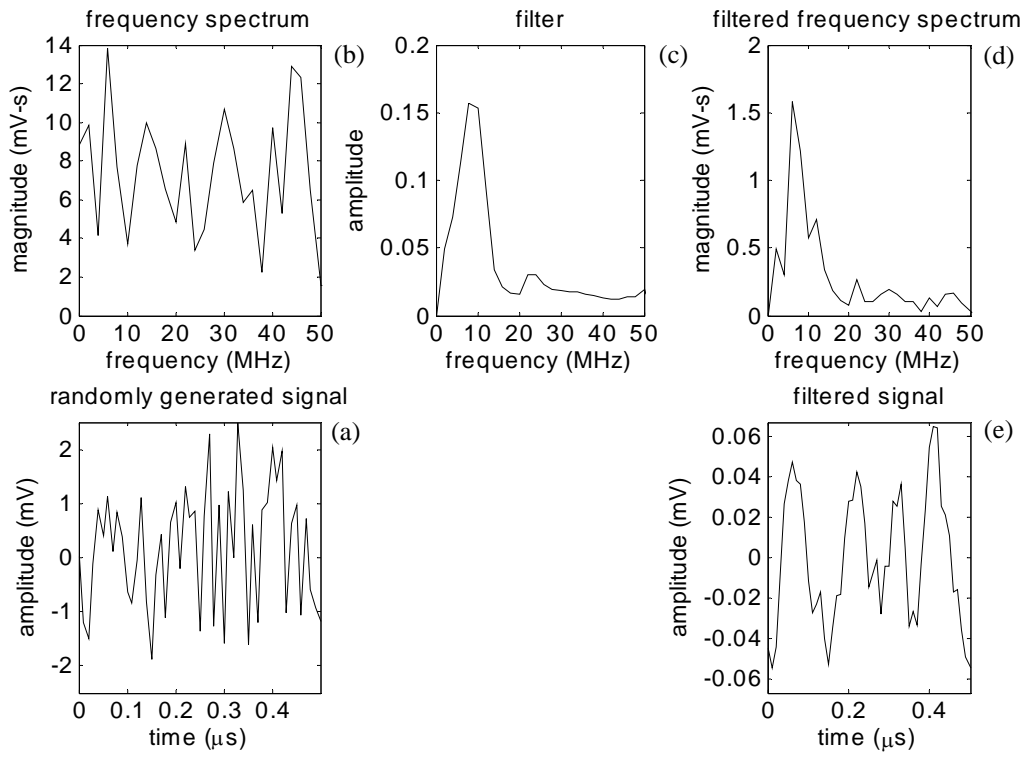 frequency spectrum
(b)
magnitude (mV-s)
14
12
10
8
6
4
2
0
0 10 20 30 40 50
frequency (MHz)
filter
(c)
amplitude
0.2
0.15
0.1
0.05
0
0 10 20 30 40 50
frequency (MHz)
filtered frequency spectrum
(d)
magnitude (mV-s)
2
1.5
1
0.5
0
0 10 20 30 40 50
frequency (MHz)
randomly generated signal
(a)
amplitude (mV)
2
1
0
-1
-2
0 0.1 0.2 0.3 0.4
time (μs)
filtered signal
(e)
amplitude (mV)
0.06
0.04
0.02
0
-0.02
-0.04
-0.06
0 0.2 0.4
time (μs)